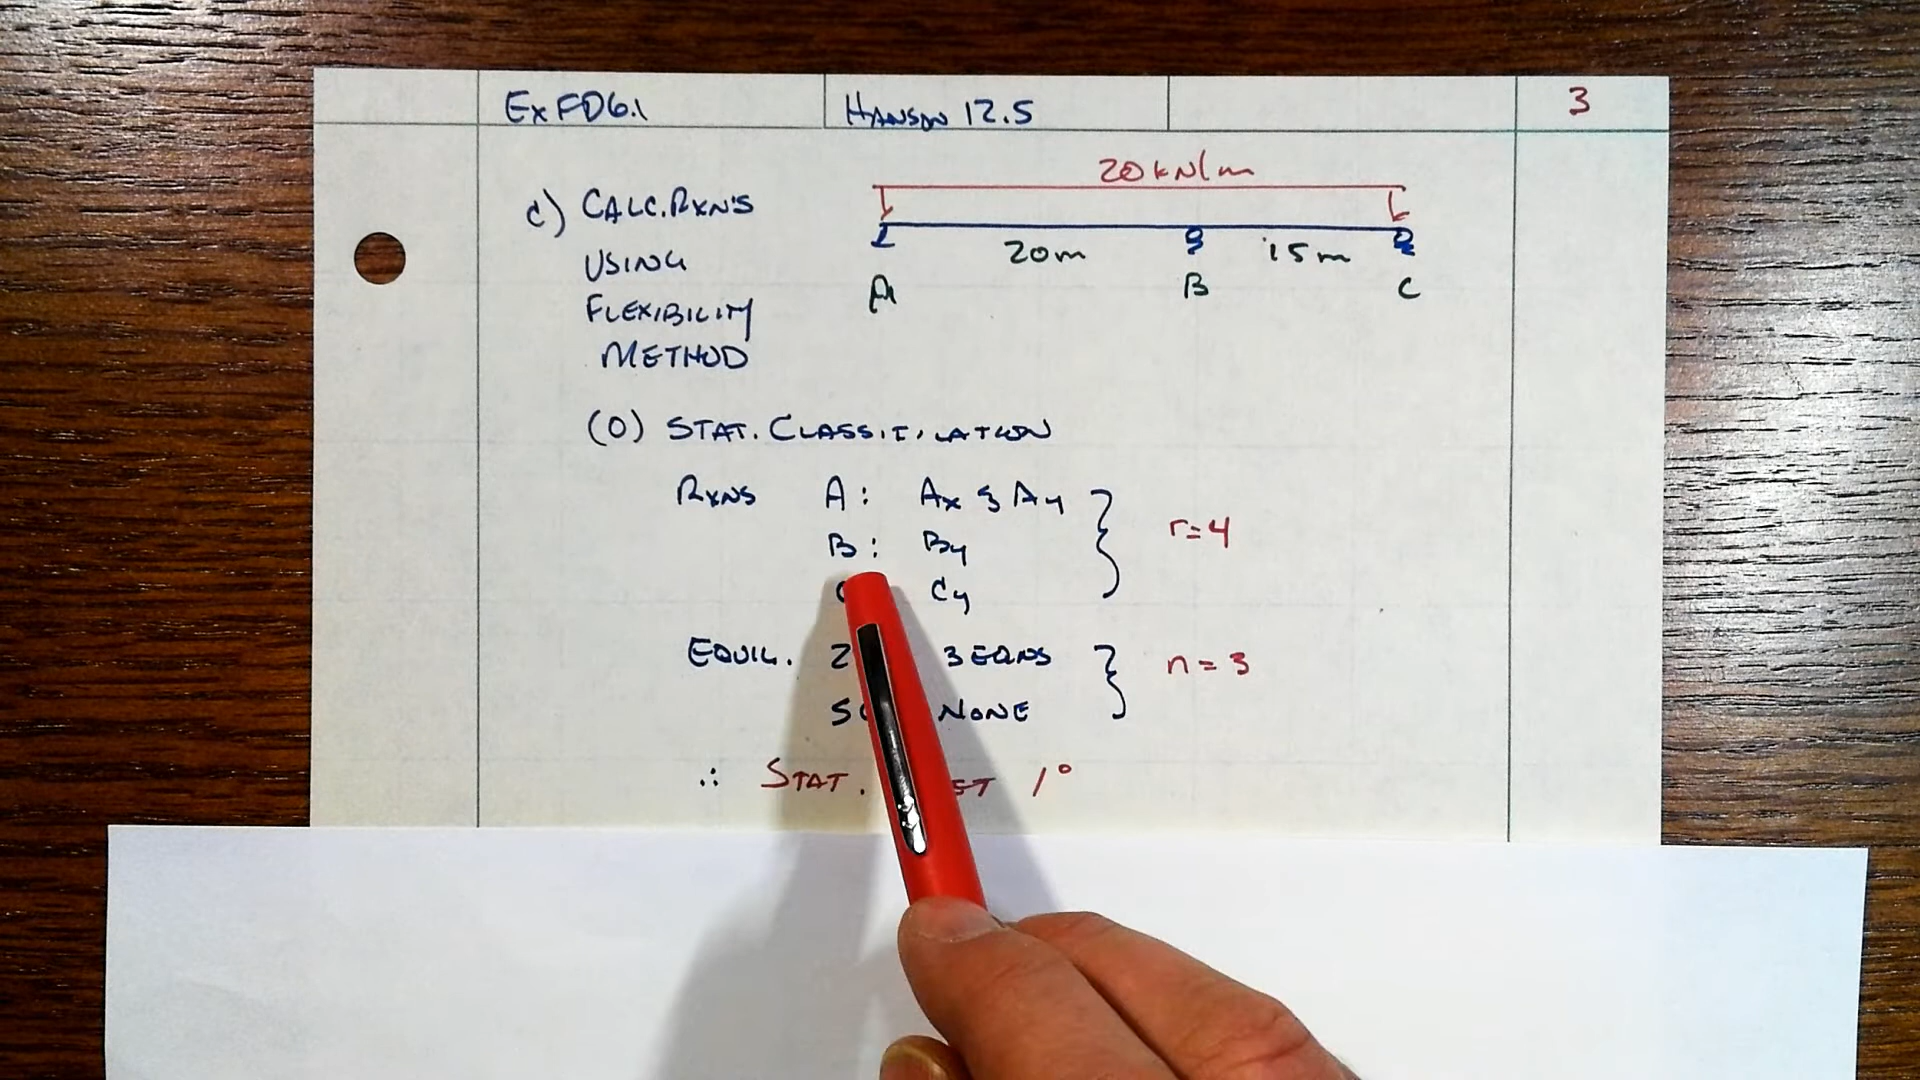 Ex FD6.1
HANSON 12.5
3
c) CALC. RXN'S
USING
FLEXIBILITY
METHOD
20 kN/m
20m
15m
A
B
C
(0) STAT. CLASSIFICATION
RXNS A: Ax & Ay
B: By
Cy
r=4
EQUIL. 3 EQNS
NONE
n=3
∴ STAT. 1°